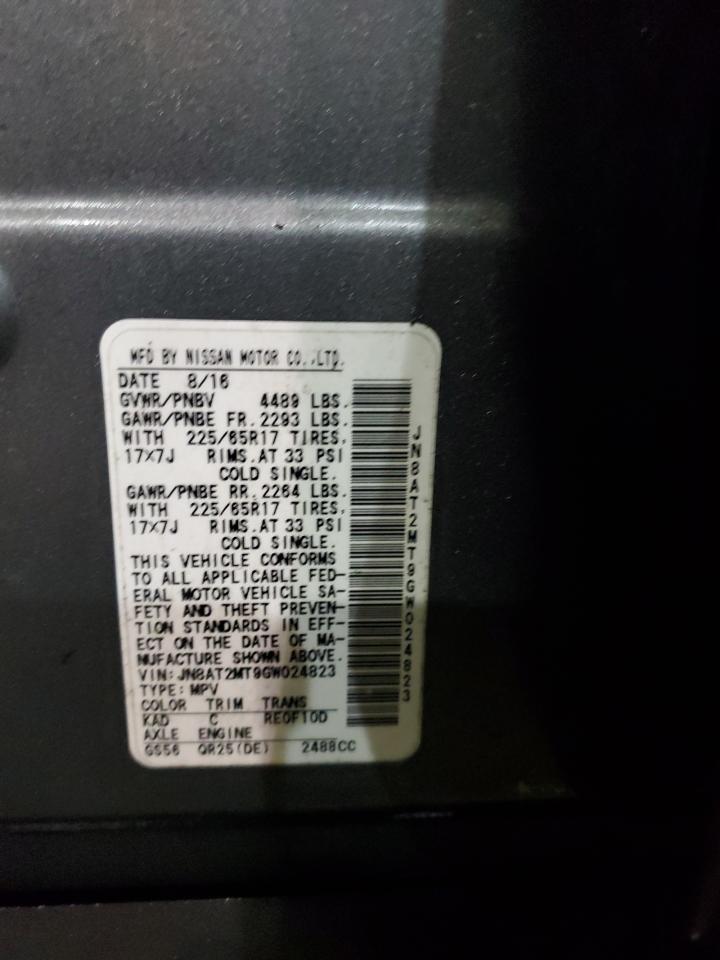 MFD BY NISSAN MOTOR CO.,LTD.
DATE 8/16
GVWR/PNBV 4489 LBS.
GAWR/PNBE FR. 2293 LBS.
WITH 225/65R17 TIRES,
17X7J RIMS.AT 33 PSI
COLD SINGLE.
GAWR/PNBE RR. 2264 LBS.
WITH 225/65R17 TIRES,
17X7J RIMS.AT 33 PSI
COLD SINGLE.
THIS VEHICLE CONFORMS
TO ALL APPLICABLE FED-
ERAL MOTOR VEHICLE SA-
FETY AND THEFT PREVEN-
TION STANDARDS IN EFF-
ECT ON THE DATE OF MA-
NUFACTURE SHOWN ABOVE.
VIN:JN8AT2MT9GW024823
TYPE:MPV
COLOR TRIM TRANS
KAD C RE0F10D
AXLE ENGINE
GS56 QR25(DE) 2488CC
JN8AT2MT9GW024823